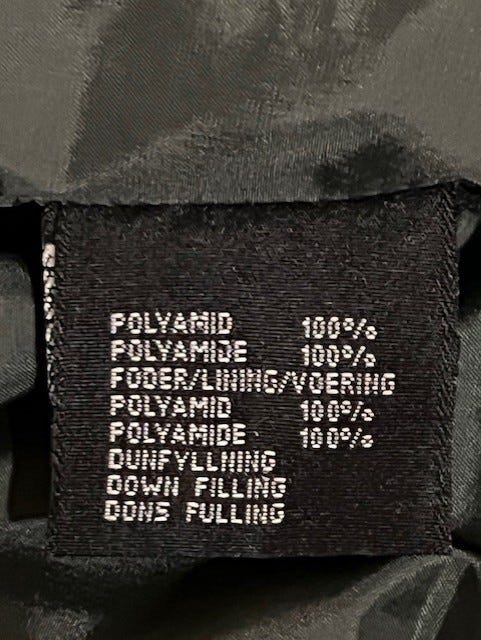 POLYAMID 100%
POLYAMIDE 100%
FODER/LINING/VOERING
POLYAMID 100%
POLYAMIDE 100%
DUNFYLLNING
DOWN FILLING
DONS FULLING